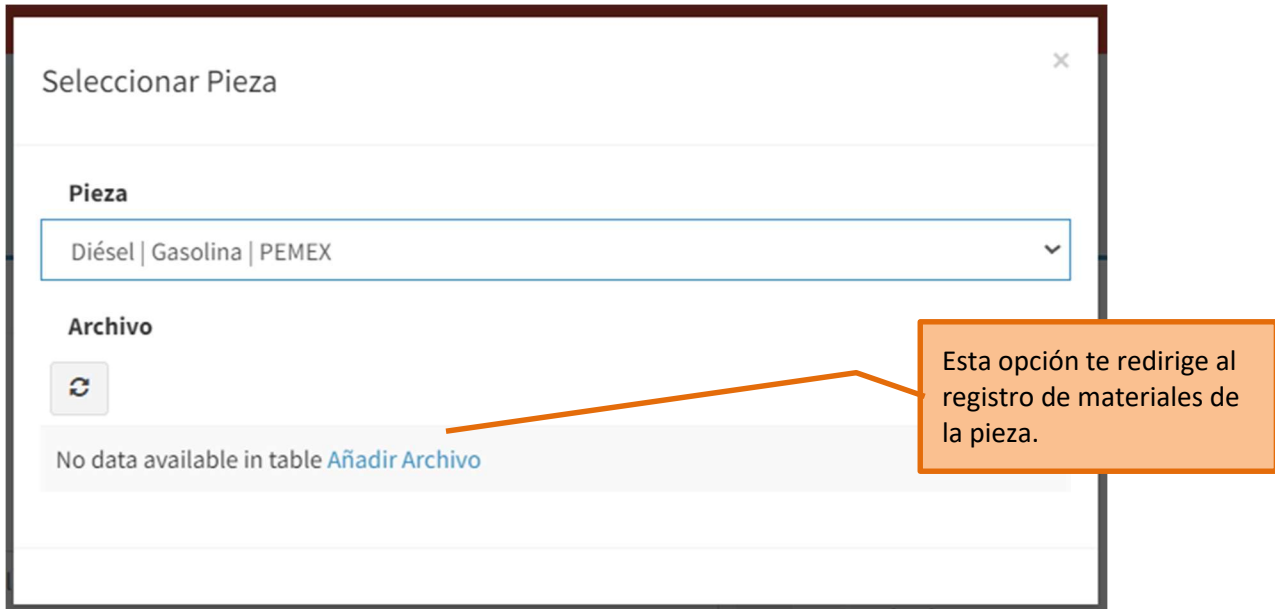 Seleccionar Pieza
×
Pieza
Diésel | Gasolina | PEMEX
Archivo
Esta opción te redirige al
registro de materiales de
la pieza.
No data available in table Añadir Archivo